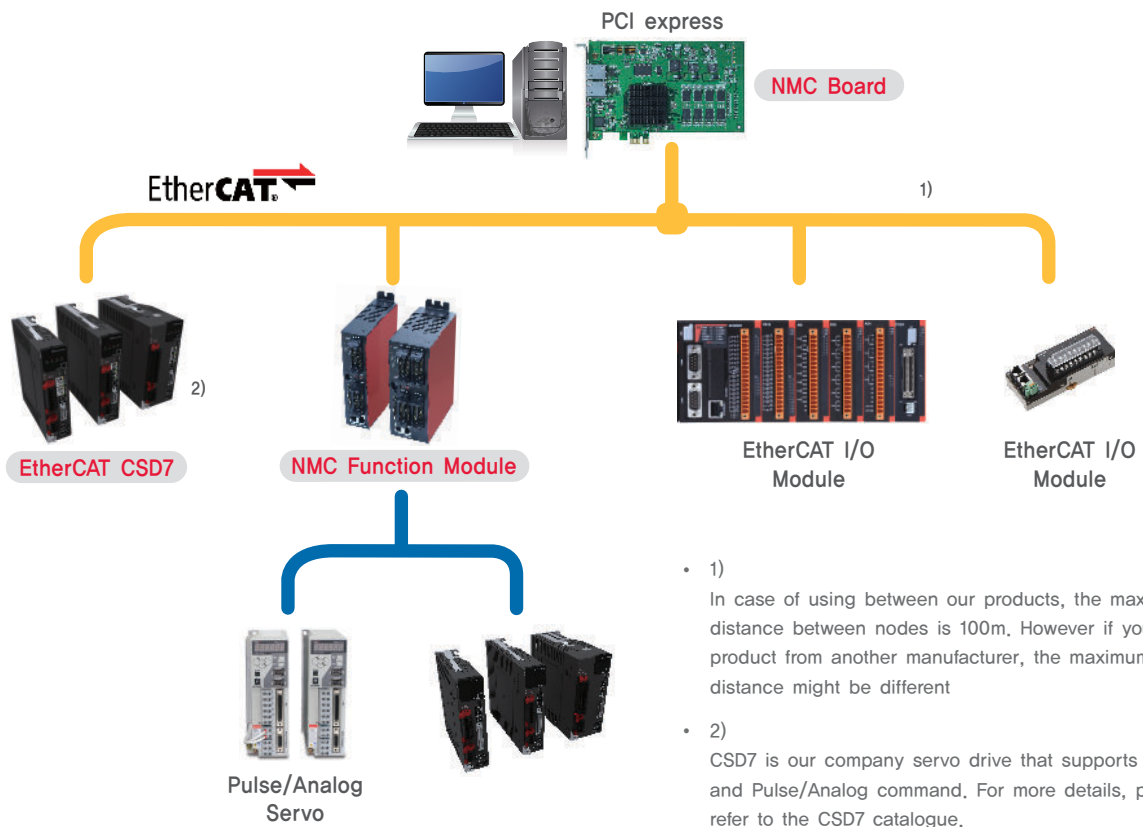 PCI express
NMC Board
EtherCAT®
1)
2)
EtherCAT CSD7
NMC Function Module
EtherCAT I/O
Module
EtherCAT I/O
Module
Pulse/Analog
Servo
• 1)
In case of using between our products, the
distance between nodes is 100m. However if
product from another manufacturer, the maximum
distance might be different
• 2)
CSD7 is our company servo drive that supports
and Pulse/Analog command. For more details,
refer to the CSD7 catalogue.